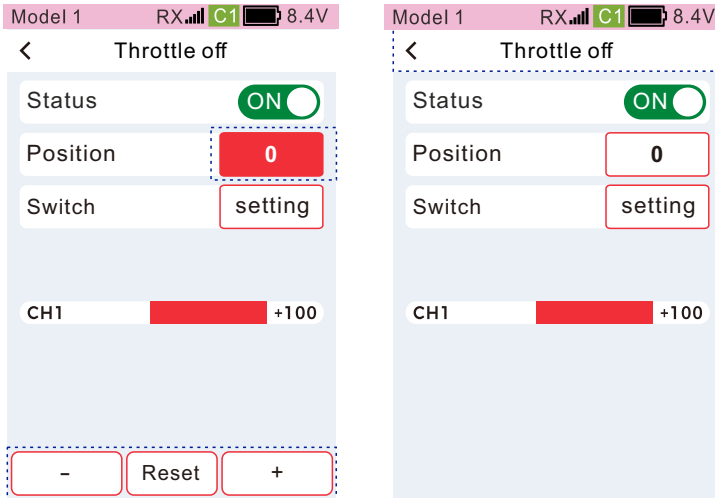 Model 1 RX C1 8.4V
Throttle off
Status ON
Position 0
Switch setting
CH1 +100
- Reset +
Model 1 RX C1 8.4V
Throttle off
Status ON
Position 0
Switch setting
CH1 +100